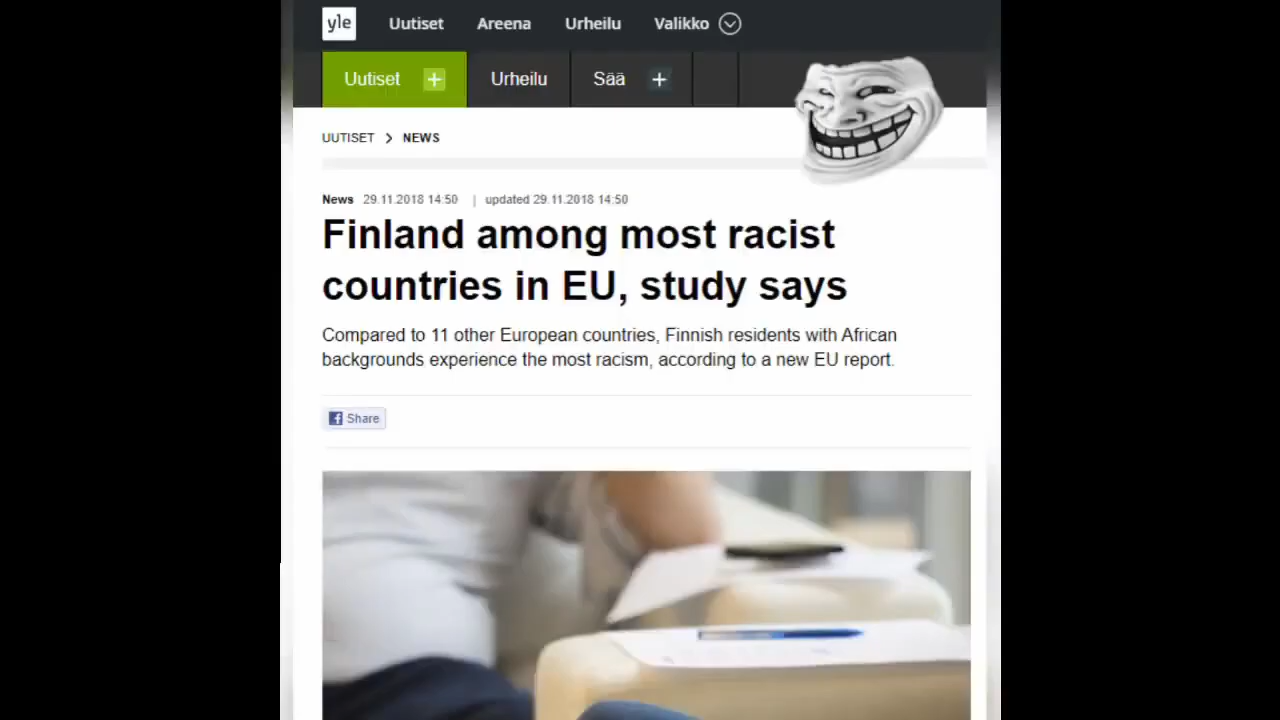 yle Uutiset Areena Urheilu Valikko
Uutiset + Urheilu Sää +
UUTISET > NEWS
News 29.11.2018 14:50 | updated 29.11.2018 14:50
Finland among most racist
countries in EU, study says
Compared to 11 other European countries, Finnish residents with African
backgrounds experience the most racism, according to a new EU report.
Share